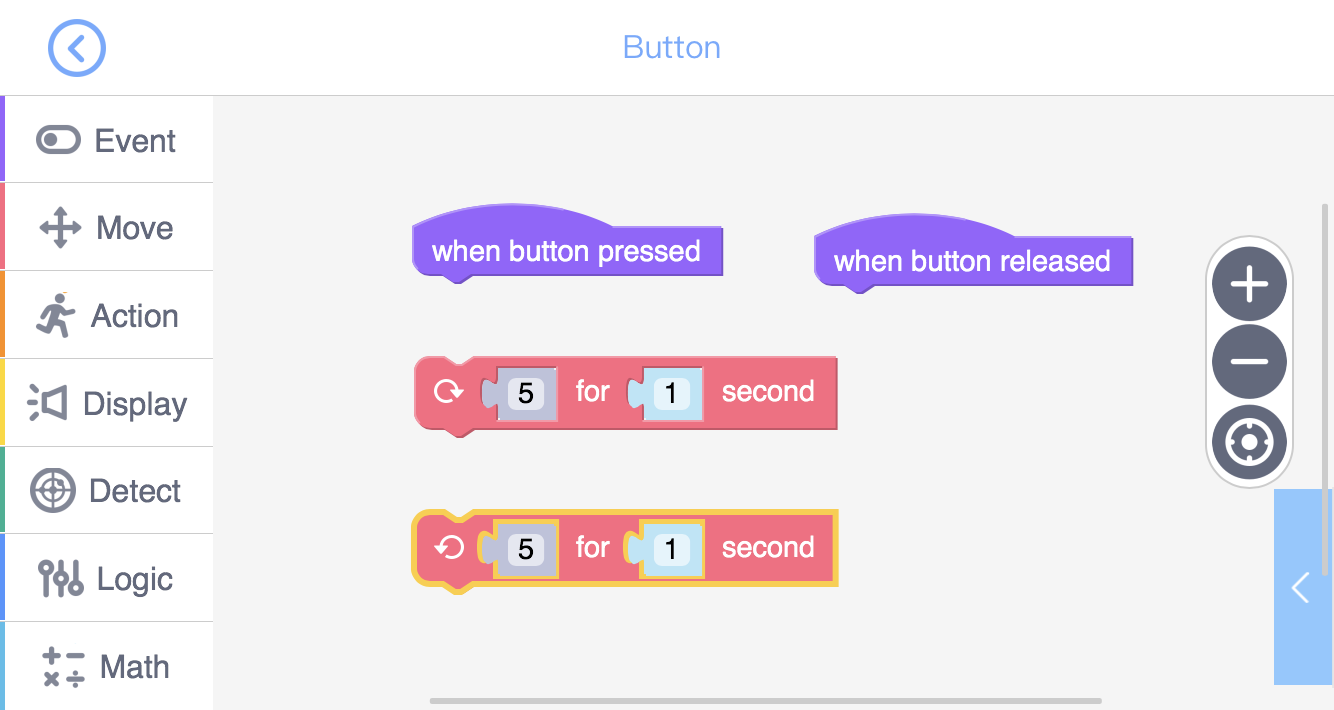 Button
Event
Move
Action
Display
Detect
Logic
Math
when button pressed
when button released
5 for 1 second
5 for 1 second